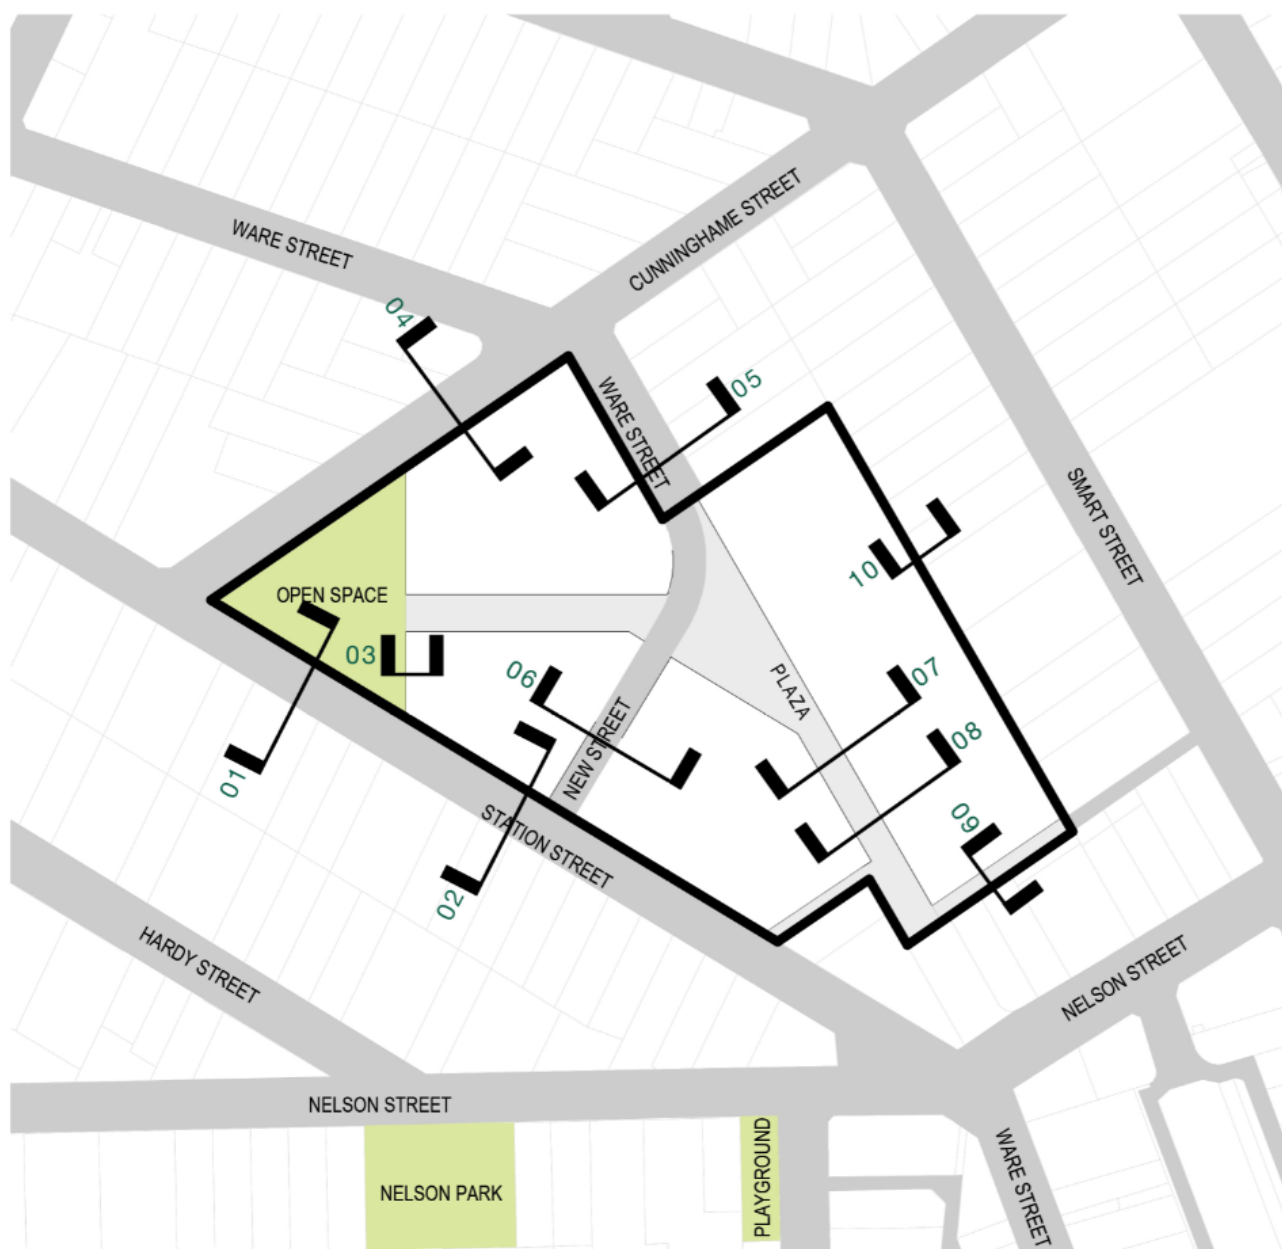 CUNNINGHAME STREET
WARE STREET
04
WARE STREET
05
SMART STREET
10
OPEN SPACE
03
06
PLAZA
07
NEW STREET
08
01
STATION STREET
09
02
HARDY STREET
NELSON STREET
NELSON STREET
NELSON PARK
PLAYGROUND
WARE STREET